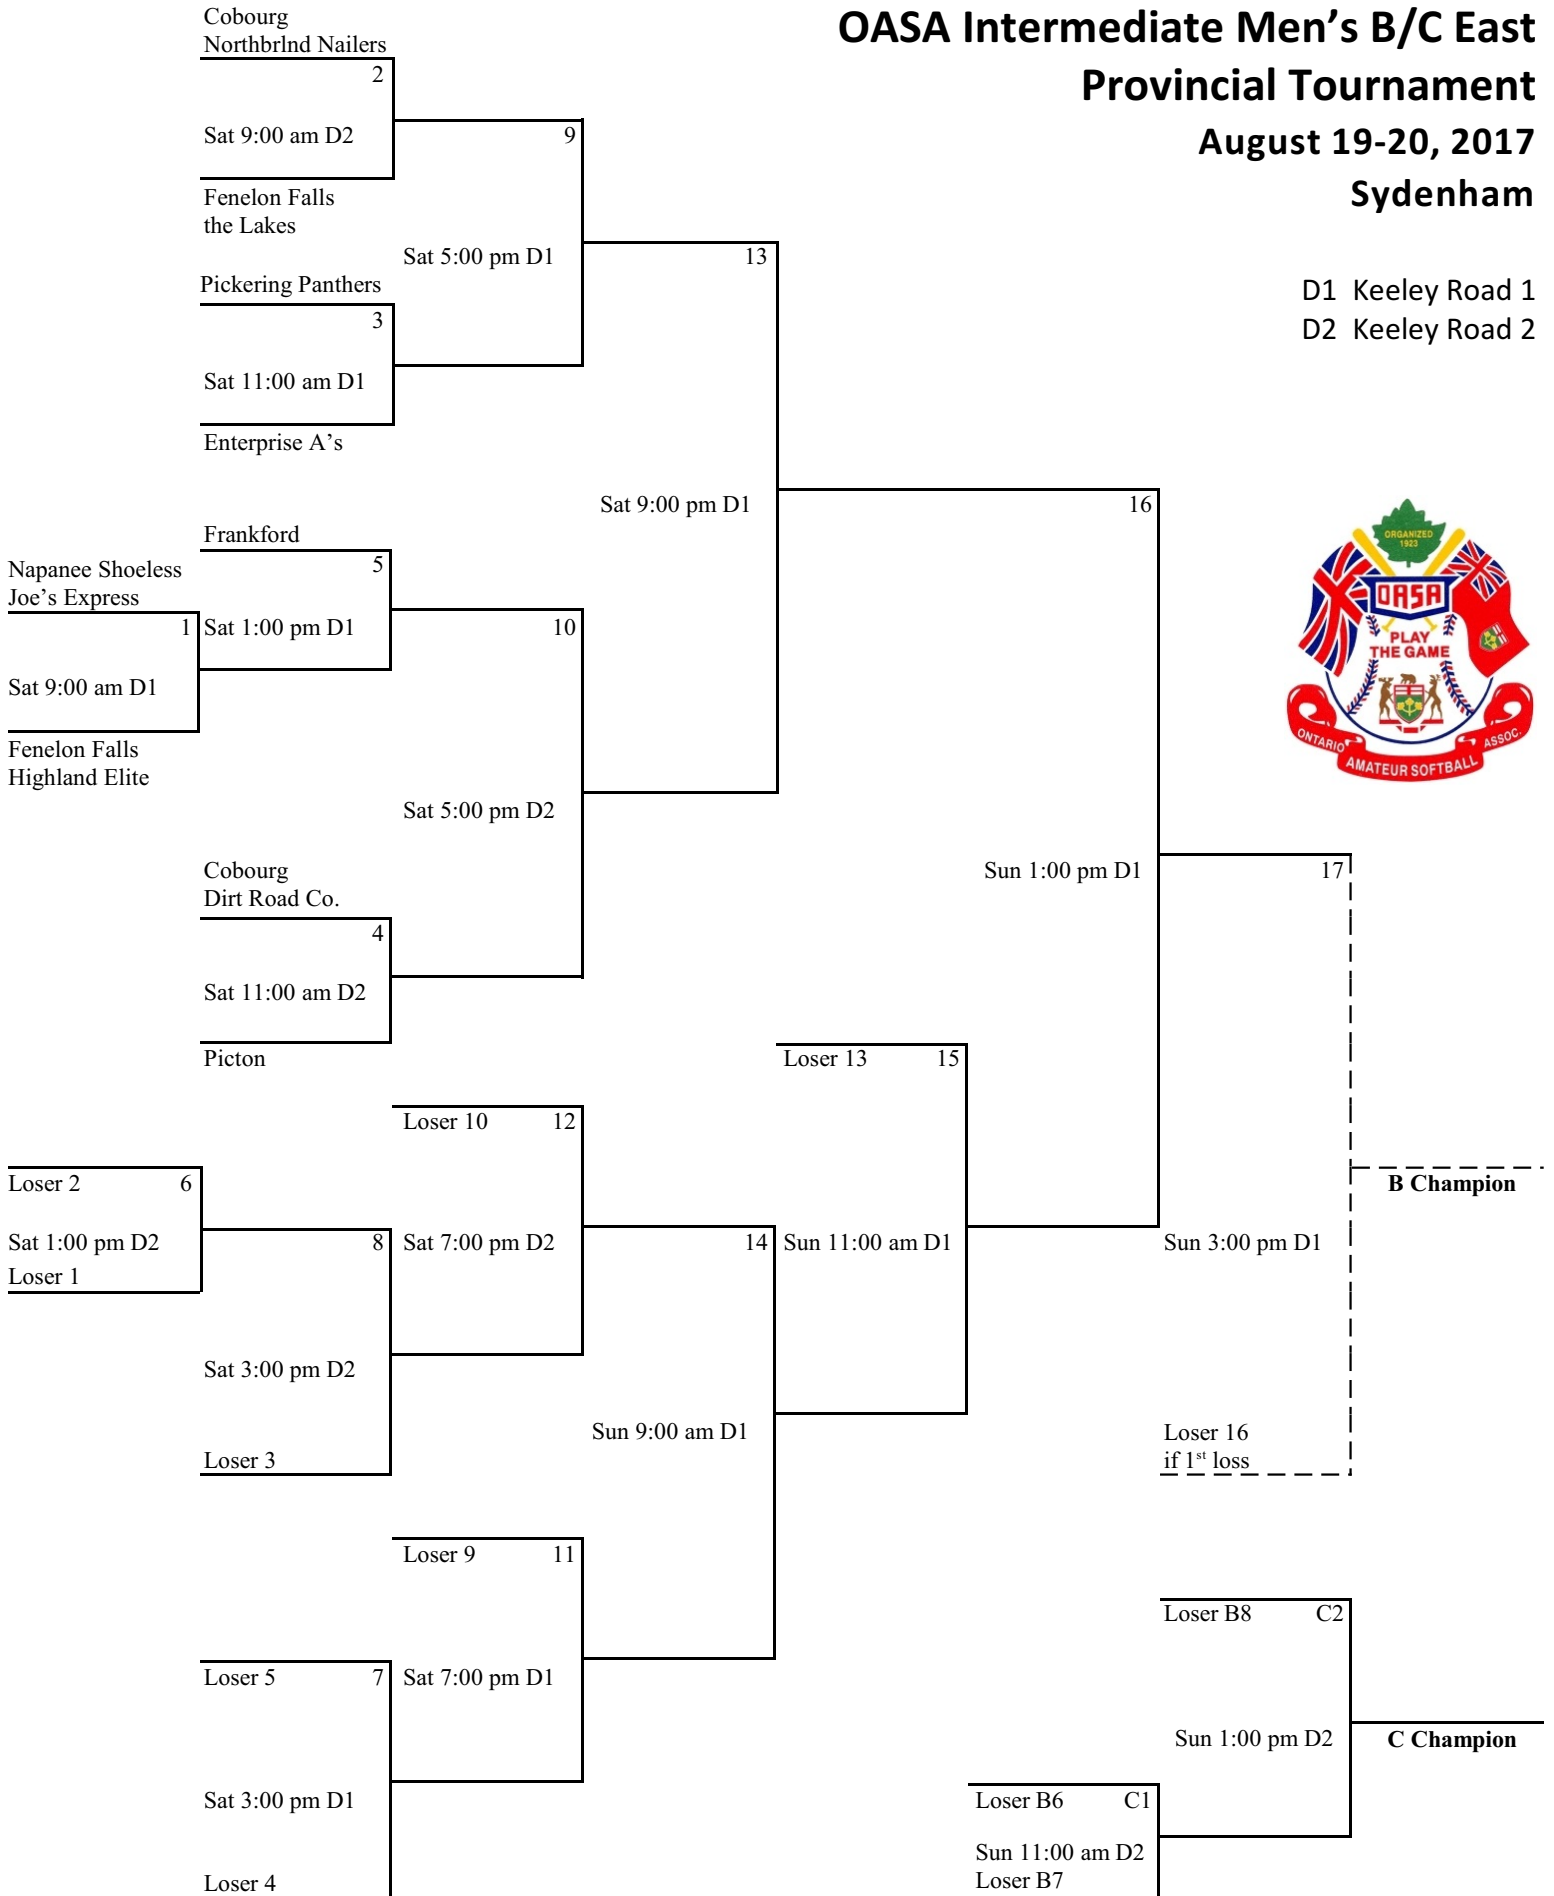 OASA Intermediate Men's B/C East
Provincial Tournament
August 19-20, 2017
Sydenham
D1 Keeley Road 1
D2 Keeley Road 2
Cobourg
Northbrlnd Nailers
2
Sat 9:00 am D2
Fenelon Falls
the Lakes
9
Sat 5:00 pm D1
Pickering Panthers
3
Sat 11:00 am D1
Enterprise A's
13
Sat 9:00 pm D1
Frankford
5
Napanee Shoeless
Joe's Express
1
Sat 1:00 pm D1
Sat 9:00 am D1
Fenelon Falls
Highland Elite
10
Sat 5:00 pm D2
Cobourg
Dirt Road Co.
4
Sat 11:00 am D2
Picton
16
Sun 1:00 pm D1
ORGANIZED
1923
OASA
PLAY
THE GAME
ONTARIO
AMATEUR SOFTBALL
ASSOC.
17
Loser 13 15
Sun 11:00 am D1
Loser 10 12
Sat 7:00 pm D2
Loser 2 6
Sat 1:00 pm D2
Loser 1
8
Sat 3:00 pm D2
Loser 3
14
Sun 9:00 am D1
Sun 3:00 pm D1
B Champion
Loser 16
if 1st loss
Loser 9 11
Sat 7:00 pm D1
Loser 5 7
Sat 3:00 pm D1
Loser 4
Loser B8 C2
Sun 1:00 pm D2
C Champion
Loser B6 C1
Sun 11:00 am D2
Loser B7